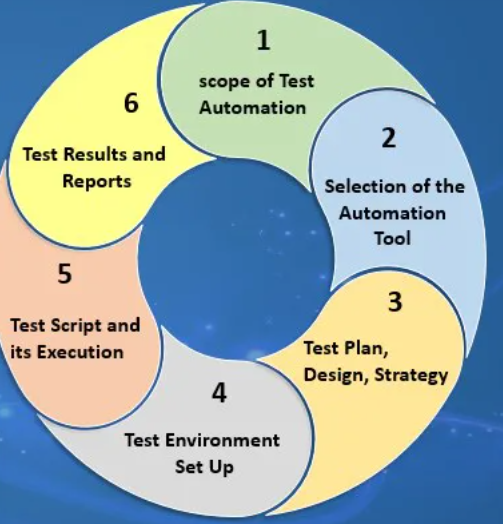 1
scope of Test
Automation
2
Selection of the
Automation
Tool
3
Test Plan,
Design, Strategy
4
Test Environment
Set Up
5
Test Script and
its Execution
6
Test Results and
Reports